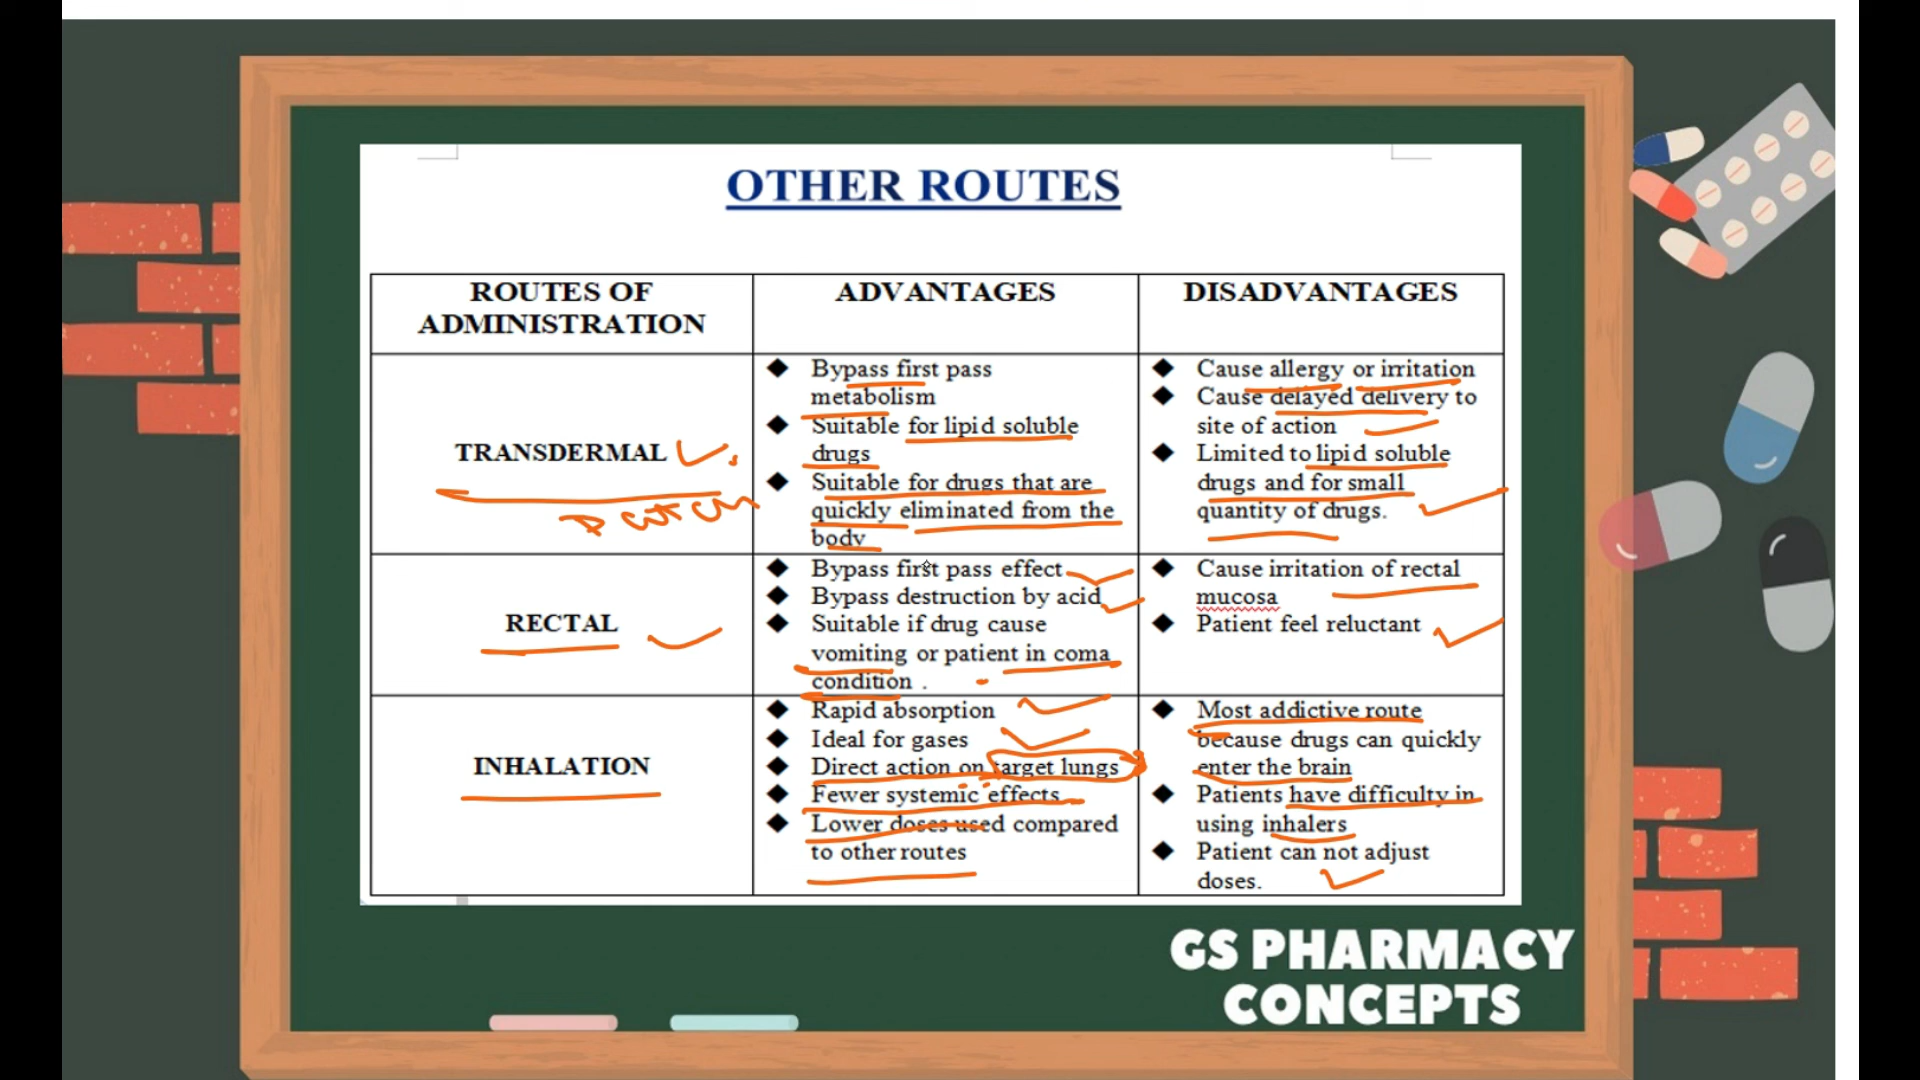 OTHER ROUTES
ROUTES OF
ADMINISTRATION
ADVANTAGES
DISADVANTAGES
TRANSDERMAL
◆ Bypass first pass
metabolism
◆ Suitable for lipid soluble
drugs
◆ Suitable for drugs that are
quickly eliminated from the
body
◆ Cause allergy or irritation
◆ Cause delayed delivery to
site of action
◆ Limited to lipid soluble
drugs and for small
quantity of drugs.
RECTAL
◆ Bypass first pass effect
◆ Bypass destruction by acid
◆ Suitable if drug cause
vomiting or patient in coma
condition .
◆ Cause irritation of rectal
mucosa
◆ Patient feel reluctant
INHALATION
◆ Rapid absorption
◆ Ideal for gases
◆ Direct action on target lungs
◆ Fewer systemic effects
◆ Lower doses used compared
to other routes
◆ Most addictive route
because drugs can quickly
enter the brain
◆ Patients have difficulty in
using inhalers
◆ Patient can not adjust
doses.
GS PHARMACY
CONCEPTS